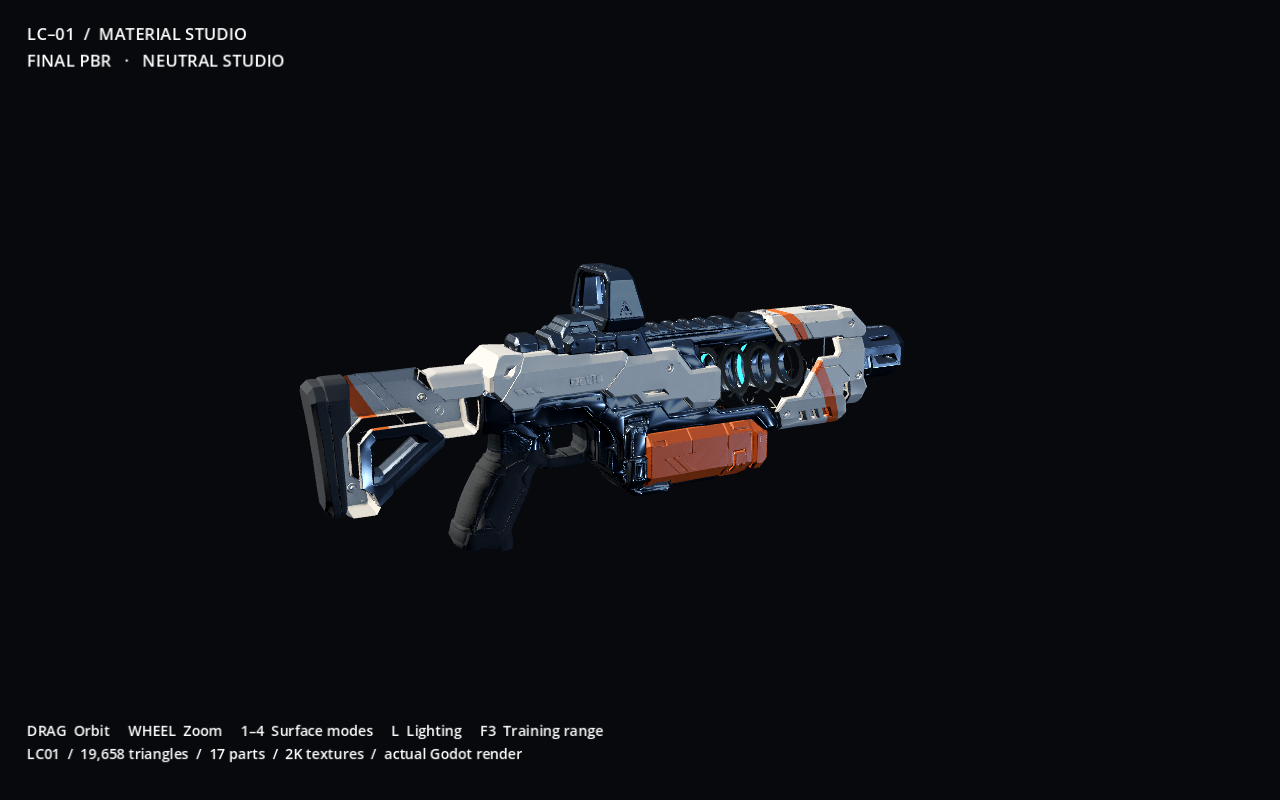 LC–01 / MATERIAL STUDIO
FINAL PBR · NEUTRAL STUDIO
DRAG Orbit WHEEL Zoom 1–4 Surface modes L Lighting F3 Training range
LC01 / 19,658 triangles / 17 parts / 2K textures / actual Godot render